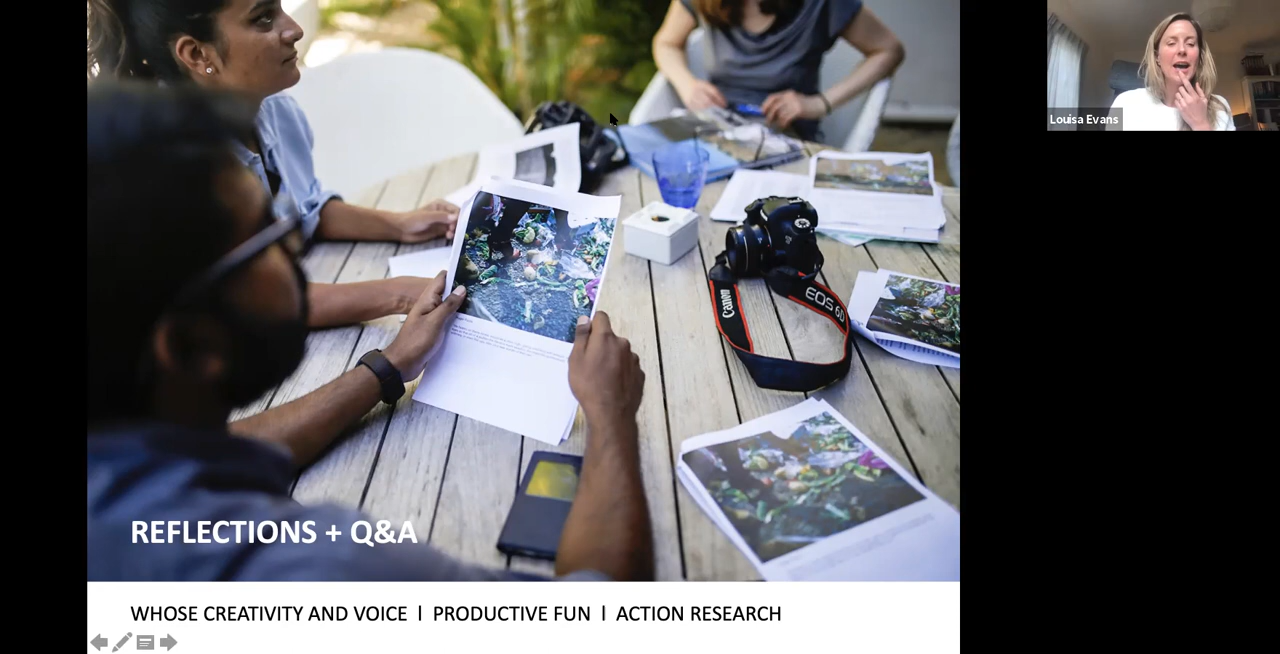 Louisa Evans
Canon
EOS 6D
REFLECTIONS + Q&A
WHOSE CREATIVITY AND VOICE | PRODUCTIVE FUN | ACTION RESEARCH